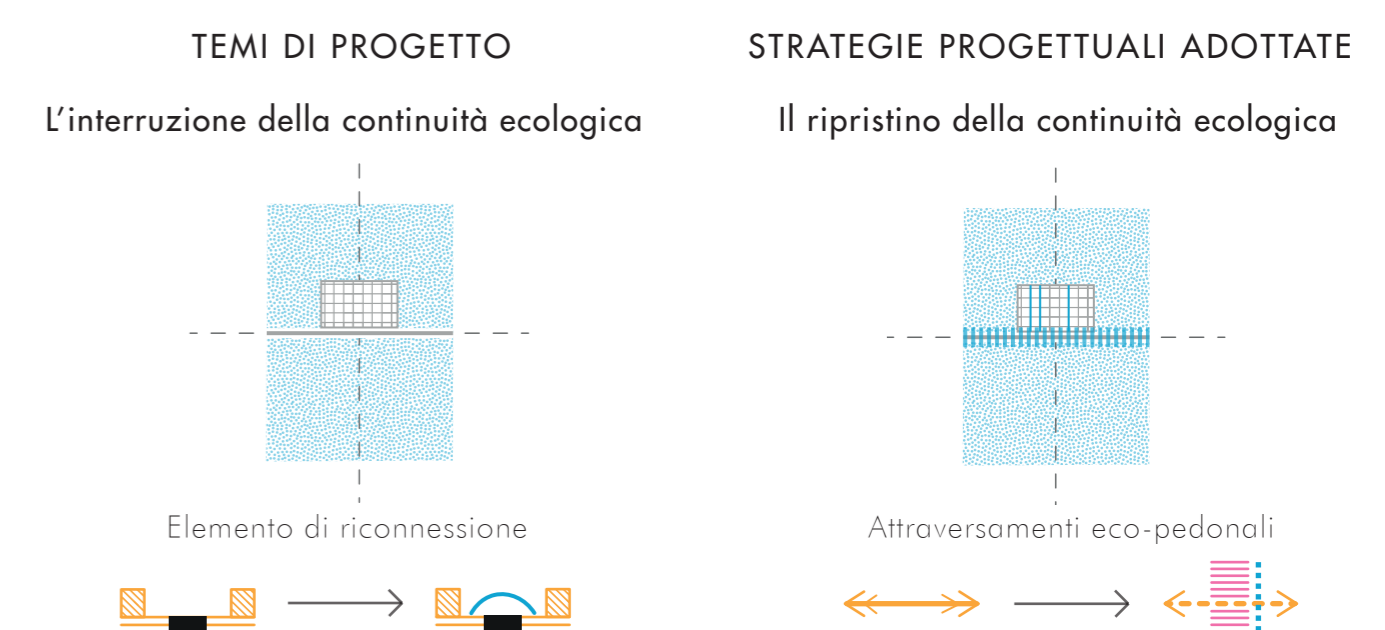 TEMI DI PROGETTO
STRATEGIE PROGETTUALI ADOTTATE
L'interruzione della continuità ecologica
Il ripristino della continuità ecologica
Elemento di riconnessione
Attraversamenti eco-pedonali